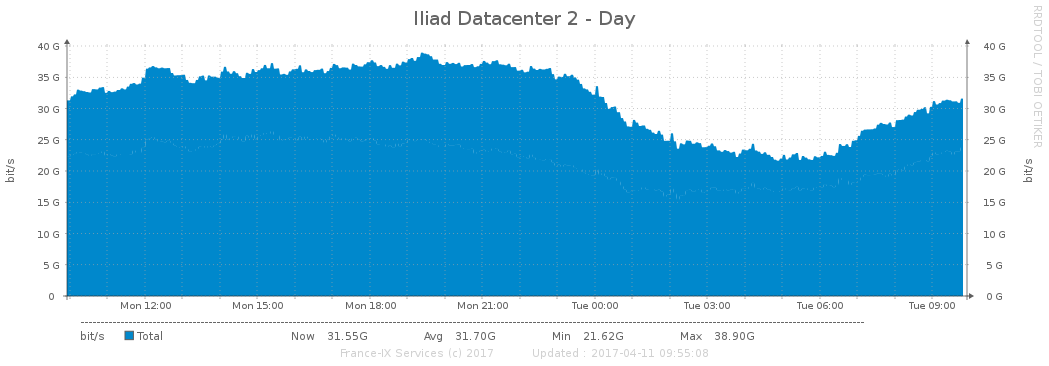 Iliad Datacenter 2 - Day
RRDTOOL / TOBI OETIKER
bit/s
40 G 40 G
35 G 35 G
30 G 30 G
25 G 25 G
20 G 20 G
15 G 15 G
10 G 10 G
5 G 5 G
0 0 G
bit/s
Mon 12:00 Mon 15:00 Mon 18:00 Mon 21:00 Tue 00:00 Tue 03:00 Tue 06:00 Tue 09:00
bit/s Total Now 31.55G Avg 31.70G Min 21.62G Max 38.90G
France-IX Services (c) 2017 Updated : 2017-04-11 09:55:08